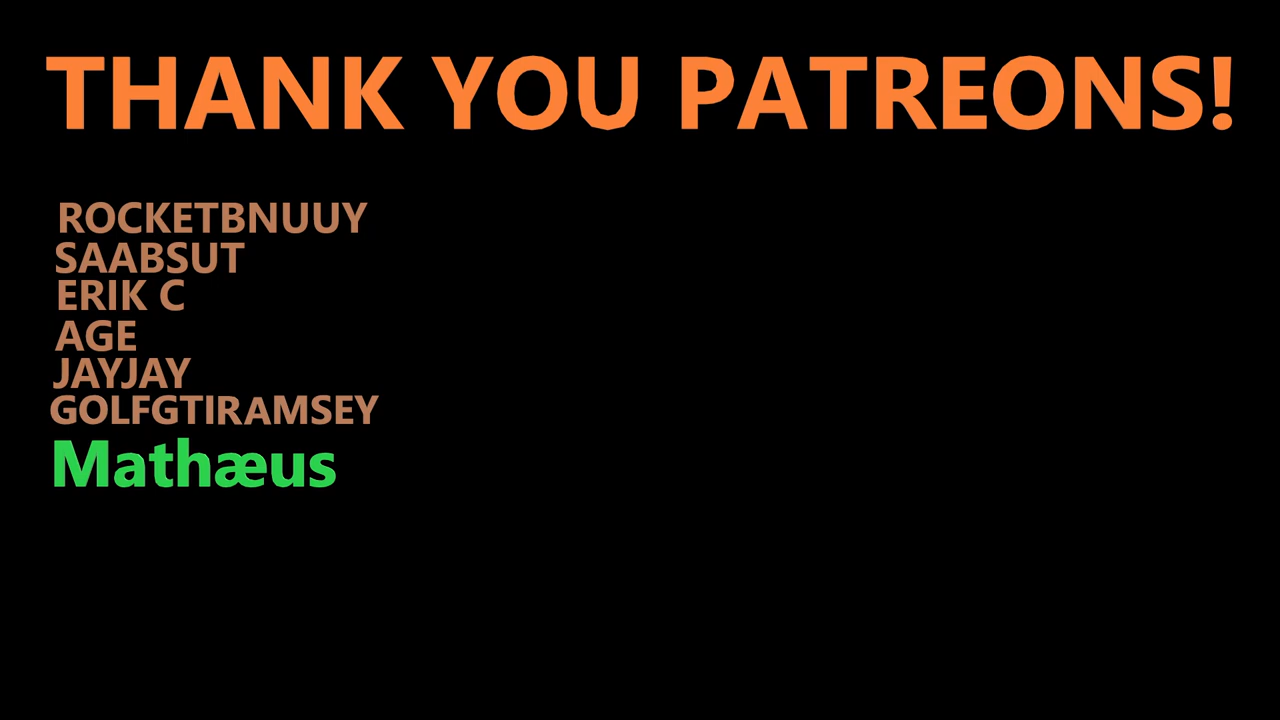 THANK YOU PATREONS!
ROCKETBNUUY
SAABSUT
ERIK C
AGE
JAYJAY
GOLFGTIRAMSEY
Mathæus